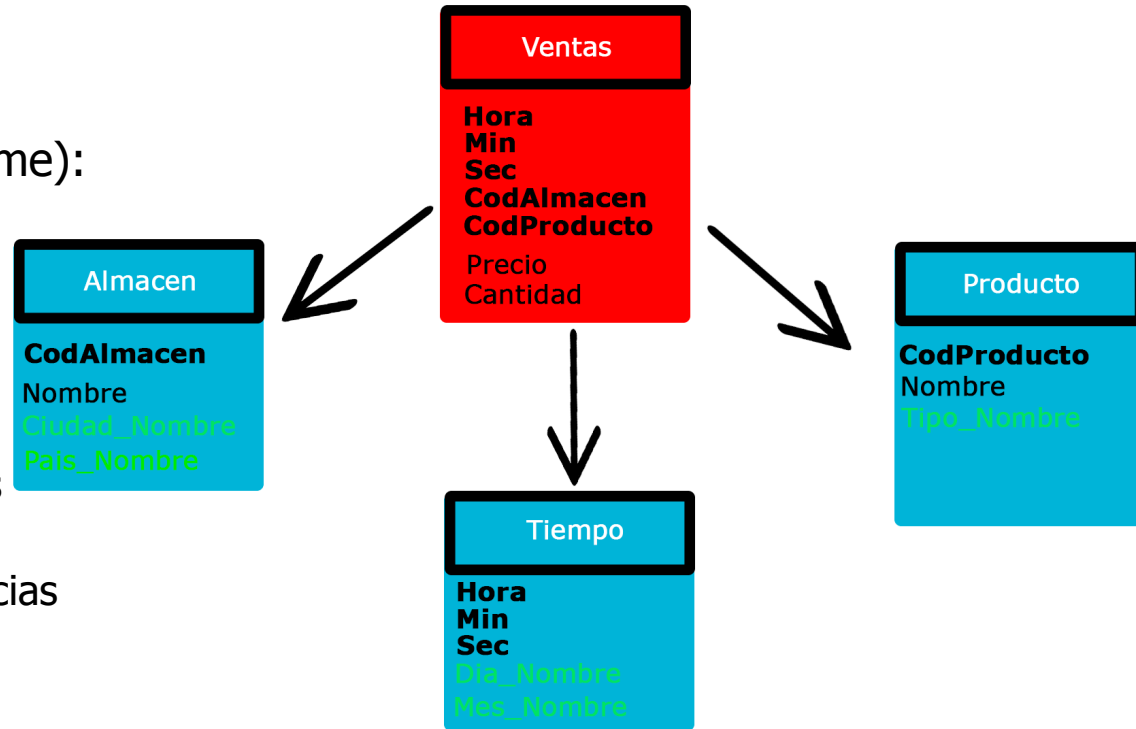 Ventas
Hora
Min
Sec
CodAlmacen
CodProducto
Precio
Cantidad
me):
Almacen
CodAlmacen
Nombre
Ciudad_Nombre
Pais_Nombre
s
cias
Producto
CodProducto
Nombre
Tipo_Nombre
Tiempo
Hora
Min
Sec
Dia_Nombre
Mes_Nombre